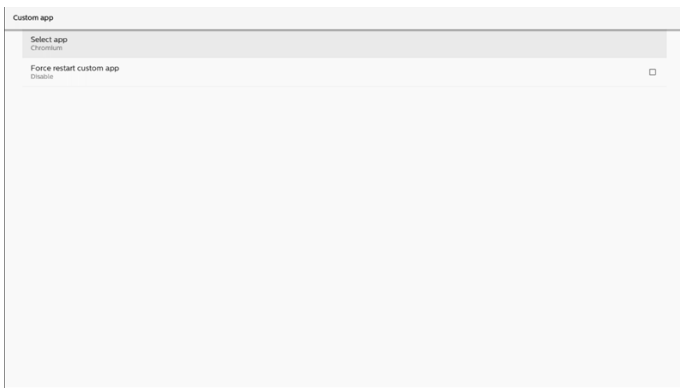 Custom app
Select app
Chromium
Force restart custom app
Disable